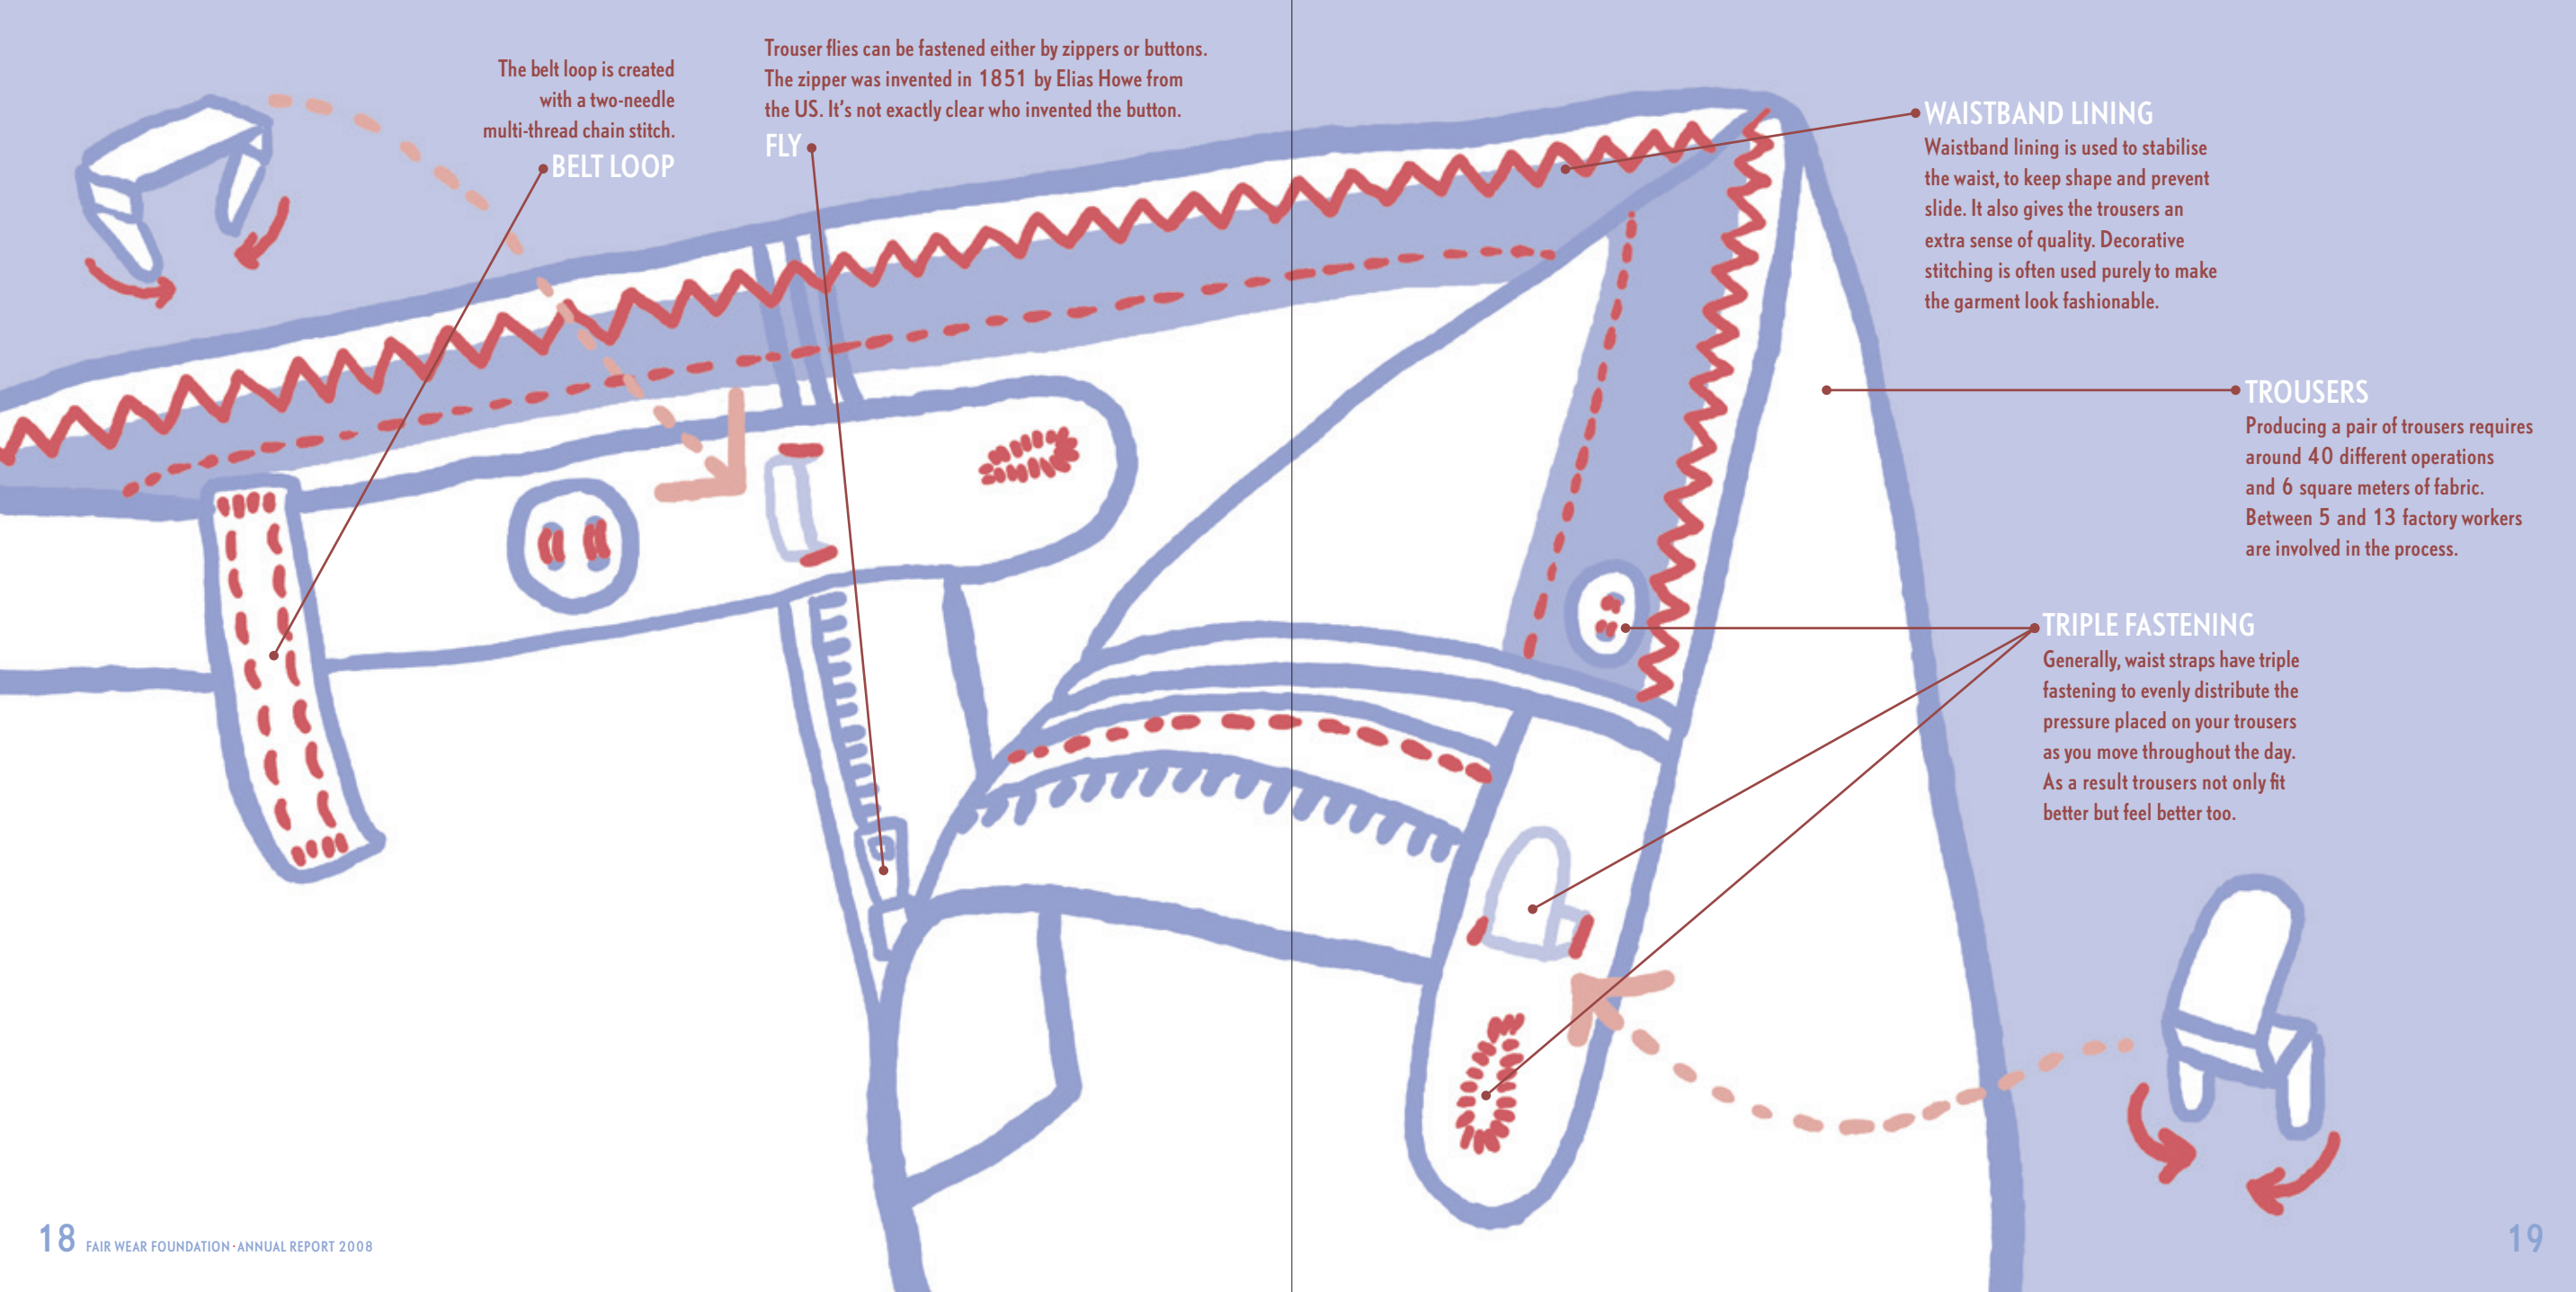 The belt loop is created
with a two-needle
multi-thread chain stitch.
BELT LOOP
Trouser flies can be fastened either by zippers or buttons.
The zipper was invented in 1851 by Elias Howe from
the US. It's not exactly clear who invented the button.
FLY
WAISTBAND LINING
Waistband lining is used to stabilise
the waist, to keep shape and prevent
slide. It also gives the trousers an
extra sense of quality. Decorative
stitching is often used purely to make
the garment look fashionable.
TROUSERS
Producing a pair of trousers requires
around 40 different operations
and 6 square meters of fabric.
Between 5 and 13 factory workers
are involved in the process.
TRIPLE FASTENING
Generally, waist straps have triple
fastening to evenly distribute the
pressure placed on your trousers
as you move throughout the day.
As a result trousers not only fit
better but feel better too.
18 FAIR WEAR FOUNDATION · ANNUAL REPORT 2008
19